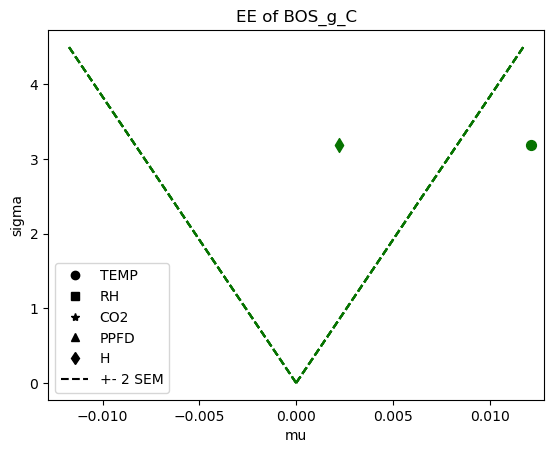 EE of BOS_g_C
sigma
4
3
2
1
0
TEMP
RH
CO2
PPFD
H
+- 2 SEM
−0.010 −0.005 0.000 0.005 0.010
mu